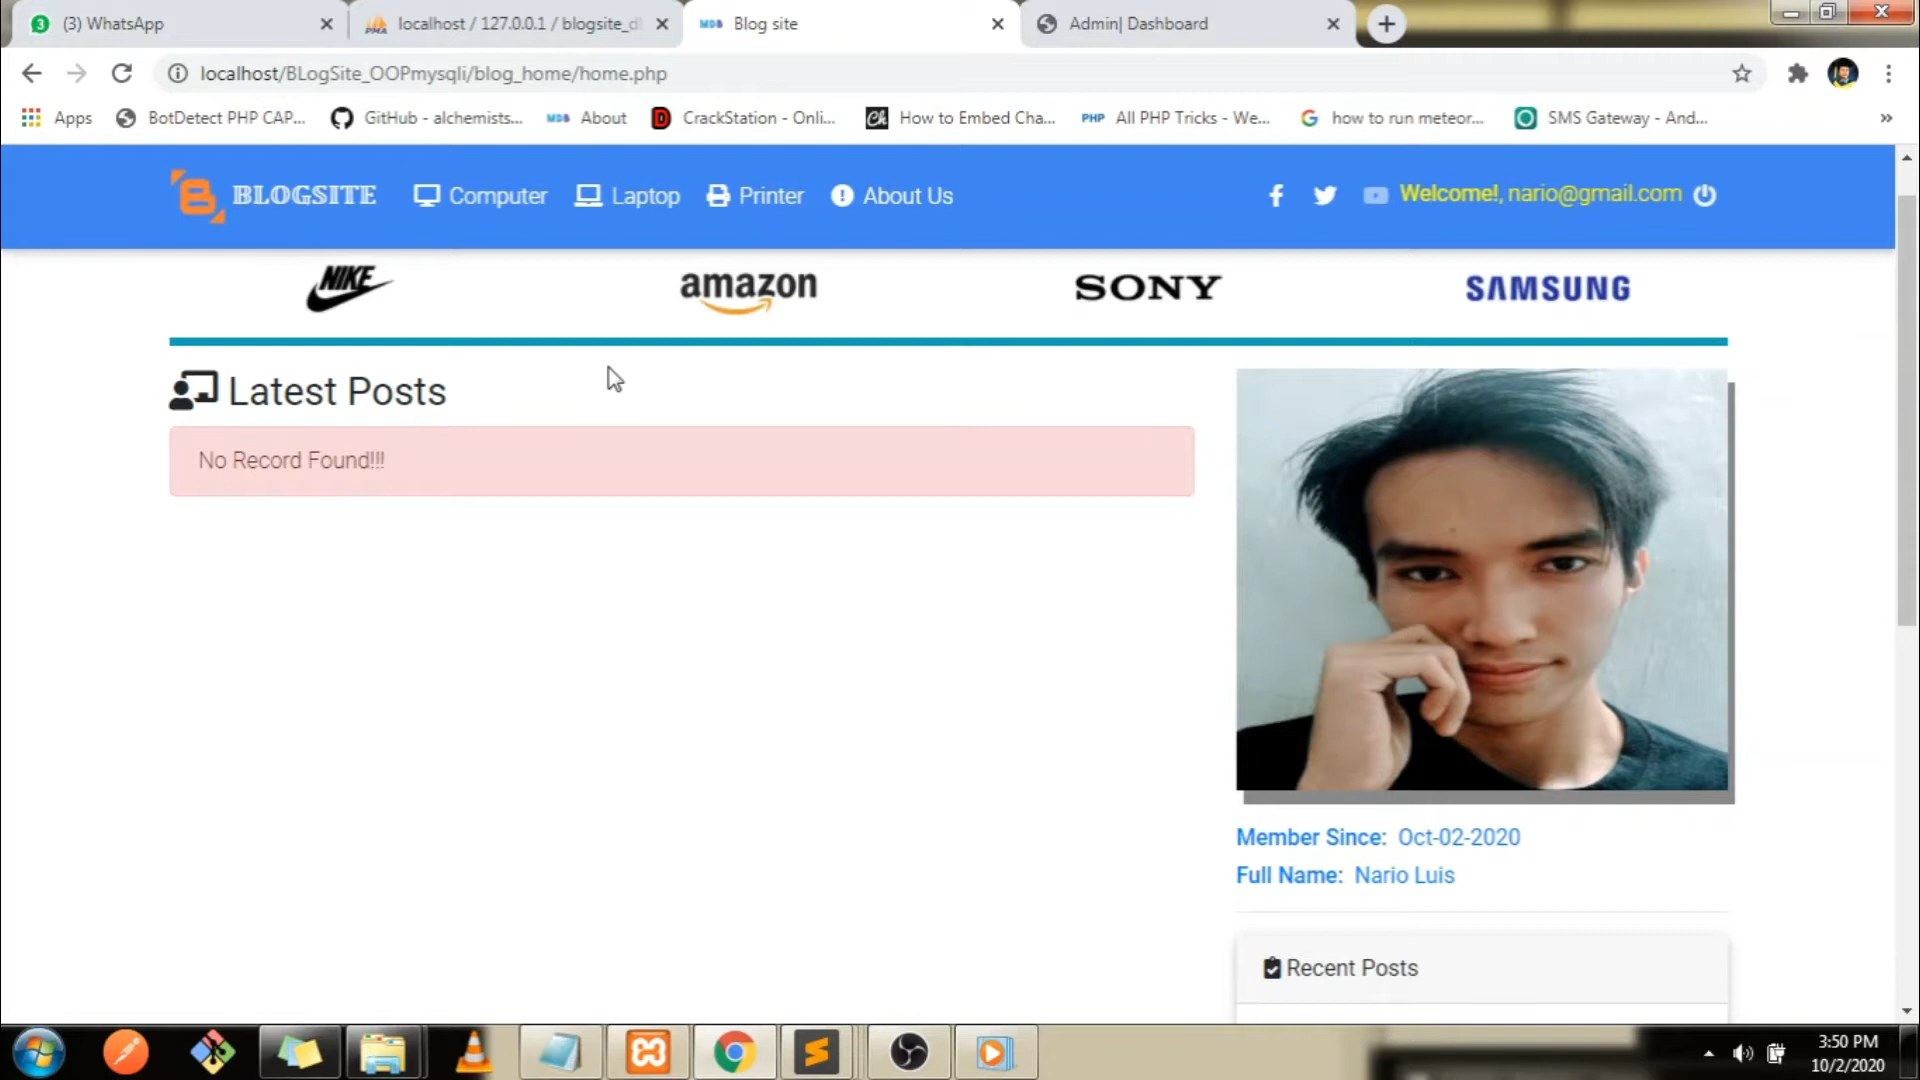 (3) WhatsApp
localhost / 127.0.0.1 / blogsite_d
Blog site
Admin| Dashboard
localhost/BLogSite_OOPmysqli/blog_home/home.php
Apps
BotDetect PHP CAP...
GitHub - alchemists...
About
CrackStation - Onli...
How to Embed Cha...
PHP All PHP Tricks - We...
how to run meteor...
SMS Gateway - And...
BLOGSITE
Computer
Laptop
Printer
About Us
Welcome!, nario@gmail.com
NIKE
amazon
SONY
SAMSUNG
Latest Posts
No Record Found!!!
Member Since: Oct-02-2020
Full Name: Nario Luis
Recent Posts
3:50 PM
10/2/2020